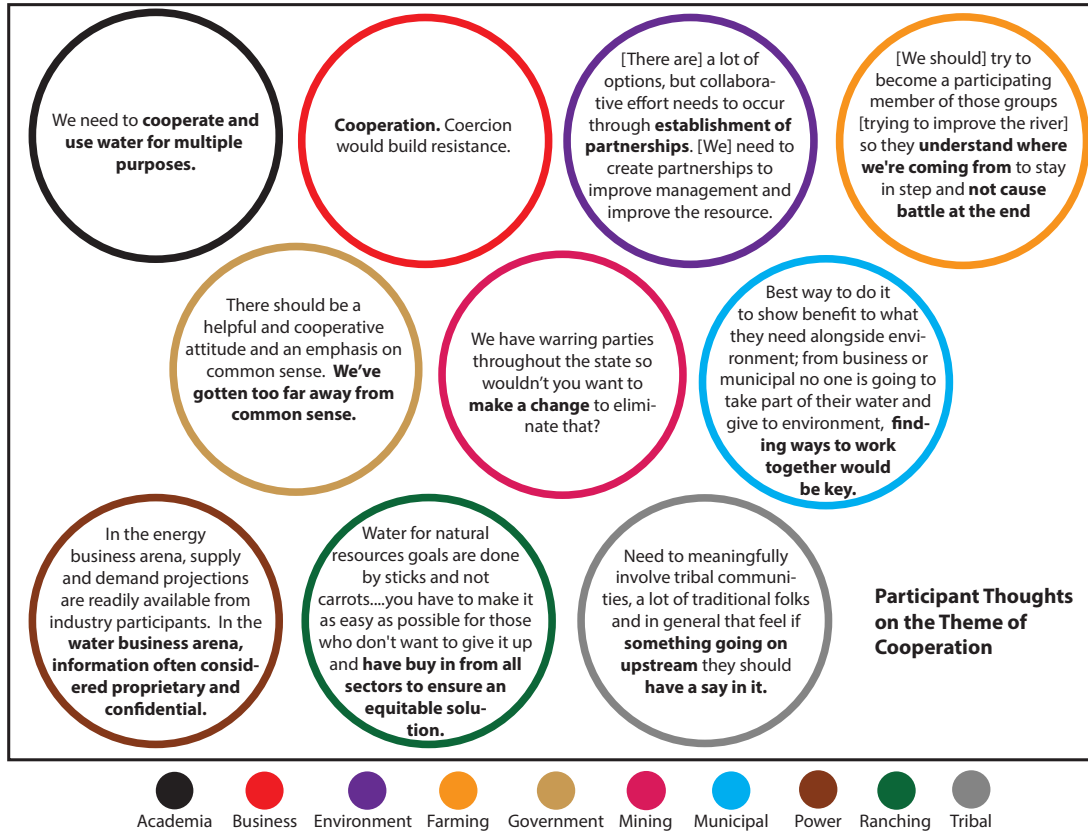 We need to cooperate and
use water for multiple
purposes.
Cooperation. Coercion
would build resistance.
[There are] a lot of
options, but collabora-
tive effort needs to occur
through establishment of
partnerships. [We] need to
create partnerships to
improve management and
improve the resource.
[We should] try to
become a participating
member of those groups
[trying to improve the river]
so they understand where
we're coming from to stay
in step and not cause
battle at the end
There should be a
helpful and cooperative
attitude and an emphasis on
common sense. We've
gotten too far away from
common sense.
We have warring parties
throughout the state so
wouldn't you want to
make a change to elimi-
nate that?
Best way to do it
to show benefit to what
they need alongside envi-
ronment; from business or
municipal no one is going to
take part of their water and
give to environment, find-
ing ways to work
together would
be key.
In the energy
business arena, supply
and demand projections
are readily available from
industry participants. In the
water business arena,
information often consid-
ered proprietary and
confidential.
Water for natural
resources goals are done
by sticks and not
carrots....you have to make it
as easy as possible for those
who don't want to give it up
and have buy in from all
sectors to ensure an
equitable solu-
tion.
Need to meaningfully
involve tribal communi-
ties, a lot of traditional folks
and in general that feel if
something going on
upstream they should
have a say in it.
Participant Thoughts
on the Theme of
Cooperation
Academia
Business
Environment
Farming
Government
Mining
Municipal
Power
Ranching
Tribal